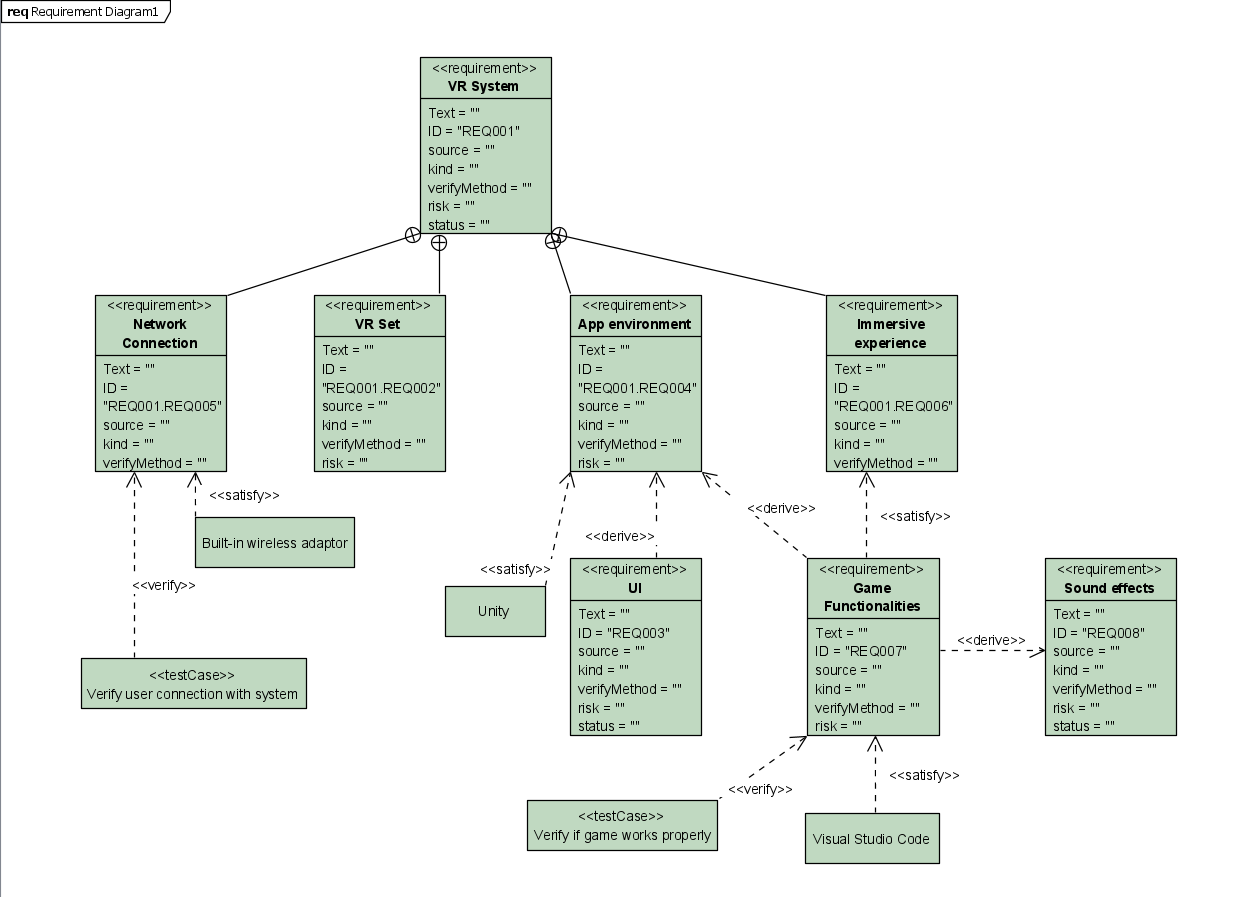 req Requirement Diagram1
<<requirement>>
VR System
Text = ""
ID = "REQ001"
source = ""
kind = ""
verifyMethod = ""
risk = ""
status = ""
<<requirement>>
Network
Connection
Text = ""
ID =
"REQ001.REQ005"
source = ""
kind = ""
verifyMethod = ""
<<requirement>>
VR Set
Text = ""
ID =
"REQ001.REQ002"
source = ""
kind = ""
verifyMethod = ""
risk = ""
<<requirement>>
App environment
Text = ""
ID =
"REQ001.REQ004"
source = ""
kind = ""
verifyMethod = ""
risk = ""
<<requirement>>
Immersive
experience
Text = ""
ID =
"REQ001.REQ006"
source = ""
kind = ""
verifyMethod = ""
<<satisfy>>
Built-in wireless adaptor
<<verify>>
<<testCase>>
Verify user connection with system
<<satisfy>>
Unity
<<derive>>
<<requirement>>
UI
Text = ""
ID = "REQ003"
source = ""
kind = ""
verifyMethod = ""
risk = ""
status = ""
<<derive>>
<<satisfy>>
<<requirement>>
Game
Functionalities
Text = ""
ID = "REQ007"
source = ""
kind = ""
verifyMethod = ""
risk = ""
<<derive>>
<<requirement>>
Sound effects
Text = ""
ID = "REQ008"
source = ""
kind = ""
verifyMethod = ""
risk = ""
status = ""
<<verify>>
<<testCase>>
Verify if game works properly
<<satisfy>>
Visual Studio Code